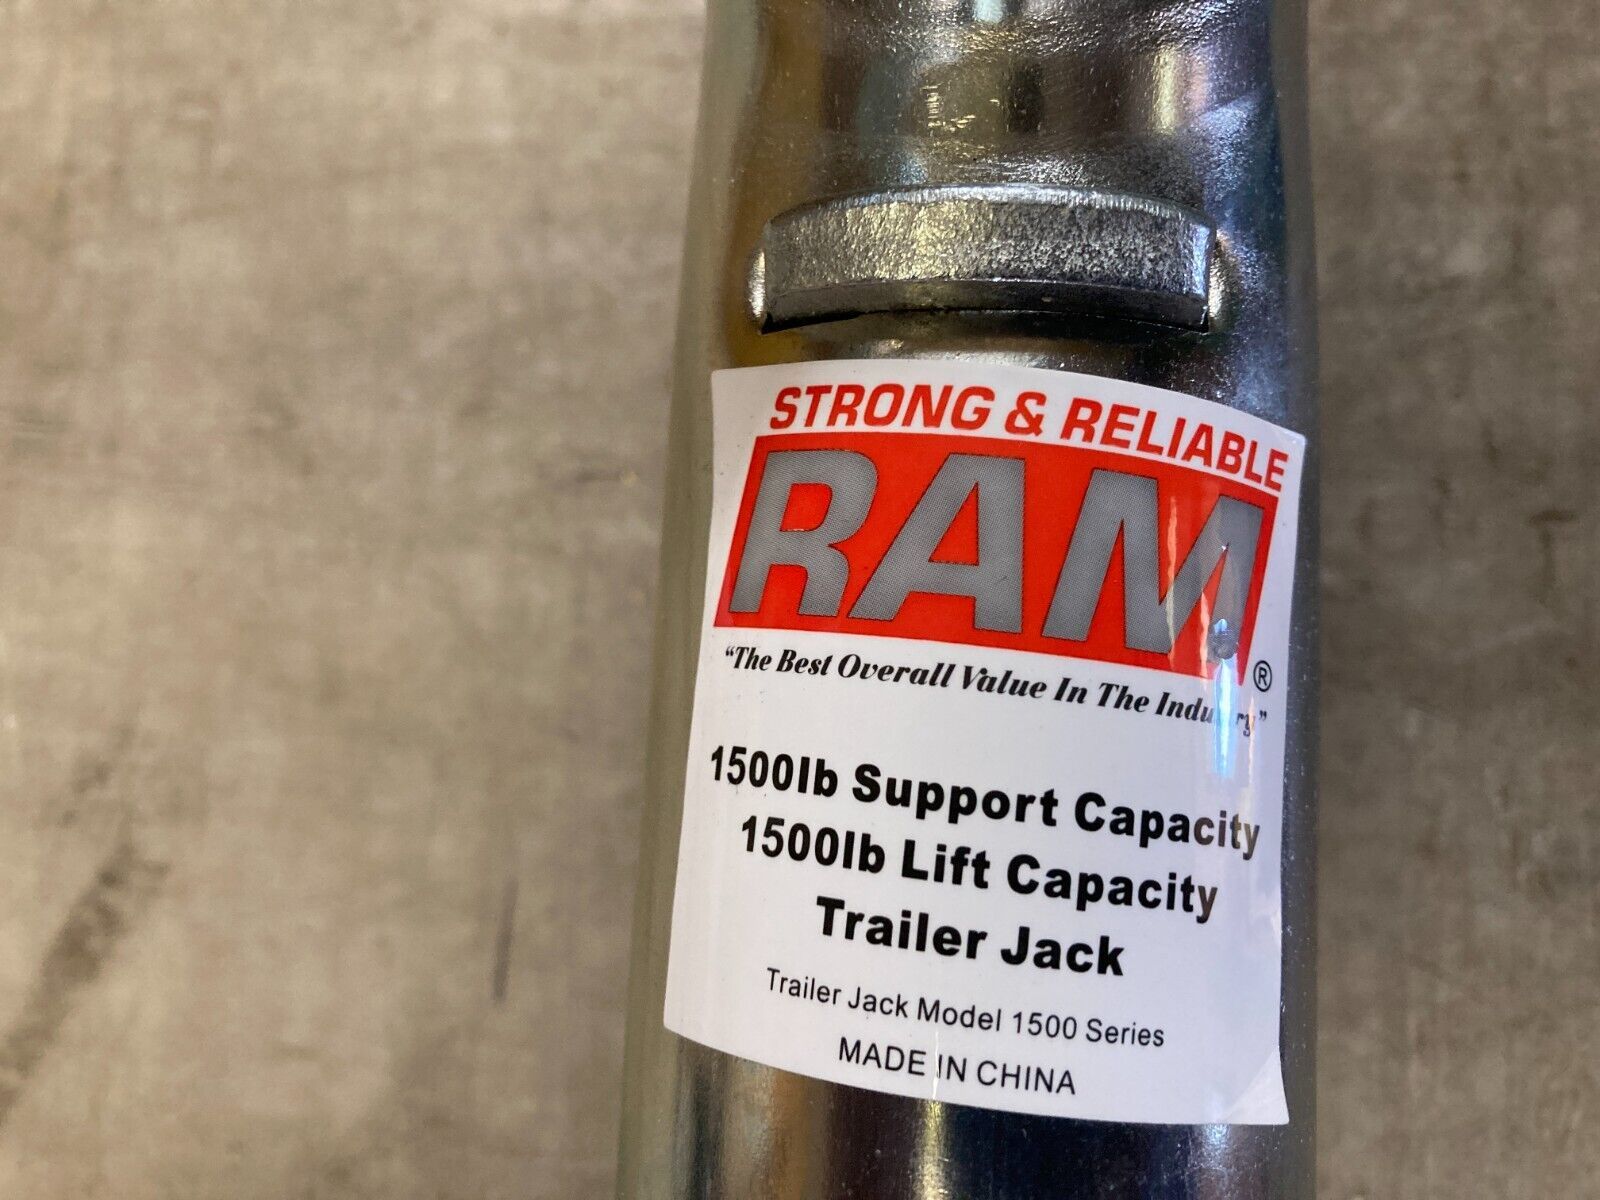 STRONG & RELIABLE
RAM®
"The Best Overall Value In The Industry"
1500lb Support Capacity
1500lb Lift Capacity
Trailer Jack
Trailer Jack Model 1500 Series
MADE IN CHINA